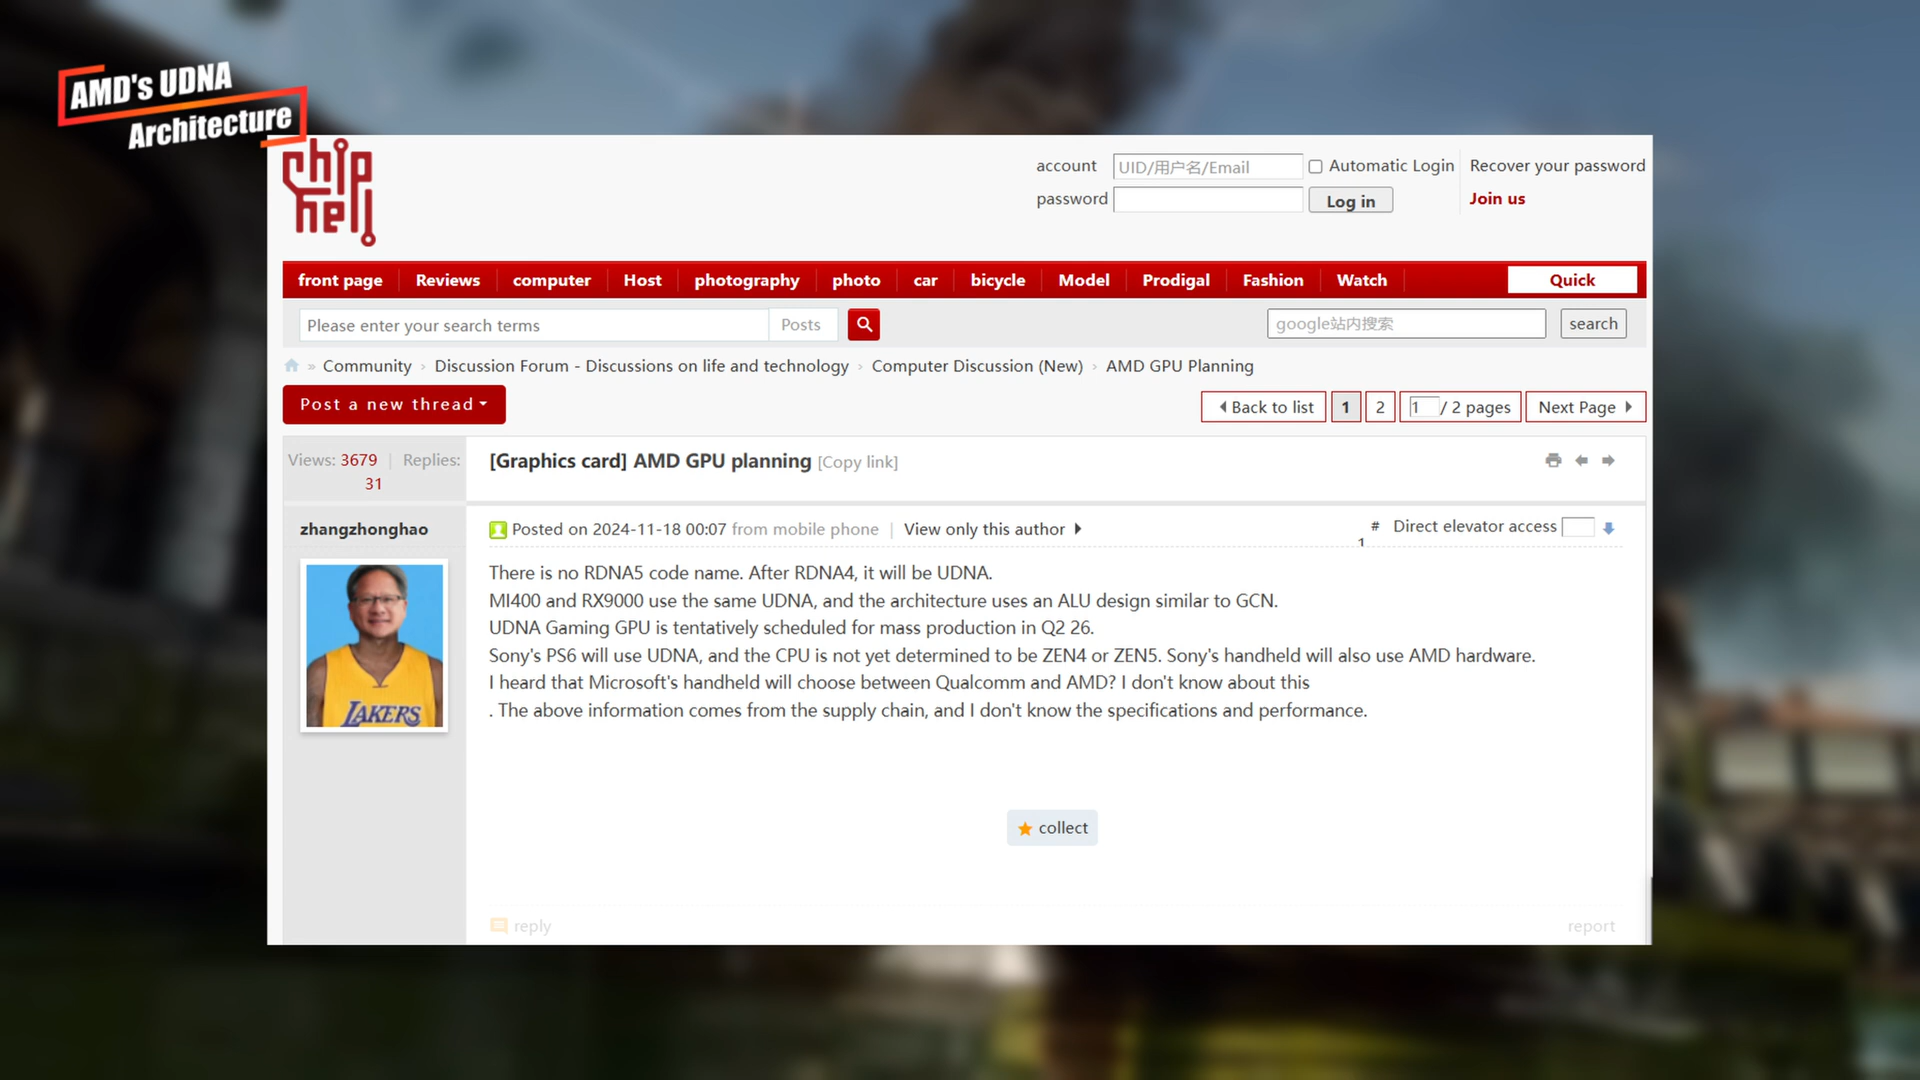 AMD's UDNA
Architecture
chip
hell
account
UID/用户名/Email
Automatic Login
Recover your password
password
Log in
Join us
front page
Reviews
computer
Host
photography
photo
car
bicycle
Model
Prodigal
Fashion
Watch
Quick
Please enter your search terms
Posts
google站内搜索
search
» Community › Discussion Forum - Discussions on life and technology › Computer Discussion (New) › AMD GPU Planning
Post a new thread
Back to list
1
2
1 / 2 pages
Next Page
Views: 3679 | Replies:
31
[Graphics card] AMD GPU planning [Copy link]
zhangzhonghao
Posted on 2024-11-18 00:07 from mobile phone | View only this author
# Direct elevator access
1
There is no RDNA5 code name. After RDNA4, it will be UDNA.
MI400 and RX9000 use the same UDNA, and the architecture uses an ALU design similar to GCN.
UDNA Gaming GPU is tentatively scheduled for mass production in Q2 26.
Sony's PS6 will use UDNA, and the CPU is not yet determined to be ZEN4 or ZEN5. Sony's handheld will also use AMD hardware.
I heard that Microsoft's handheld will choose between Qualcomm and AMD? I don't know about this
. The above information comes from the supply chain, and I don't know the specifications and performance.
LAKERS
collect
reply
report